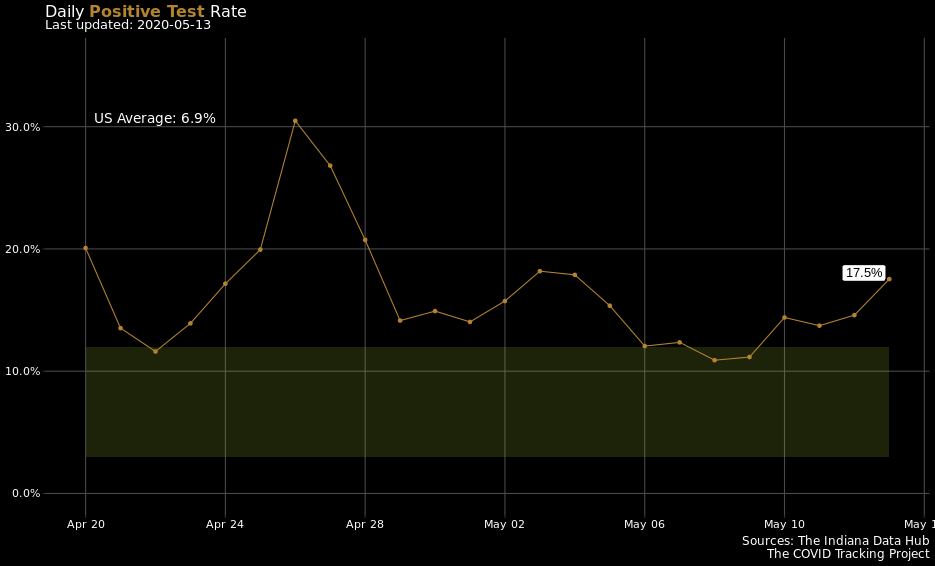 Daily Positive Test Rate
Last updated: 2020-05-13
US Average: 6.9%
30.0%
20.0%
17.5%
10.0%
0.0%
Apr 20 Apr 24 Apr 28 May 02 May 06 May 10 May 1
Sources: The Indiana Data Hub
The COVID Tracking Project